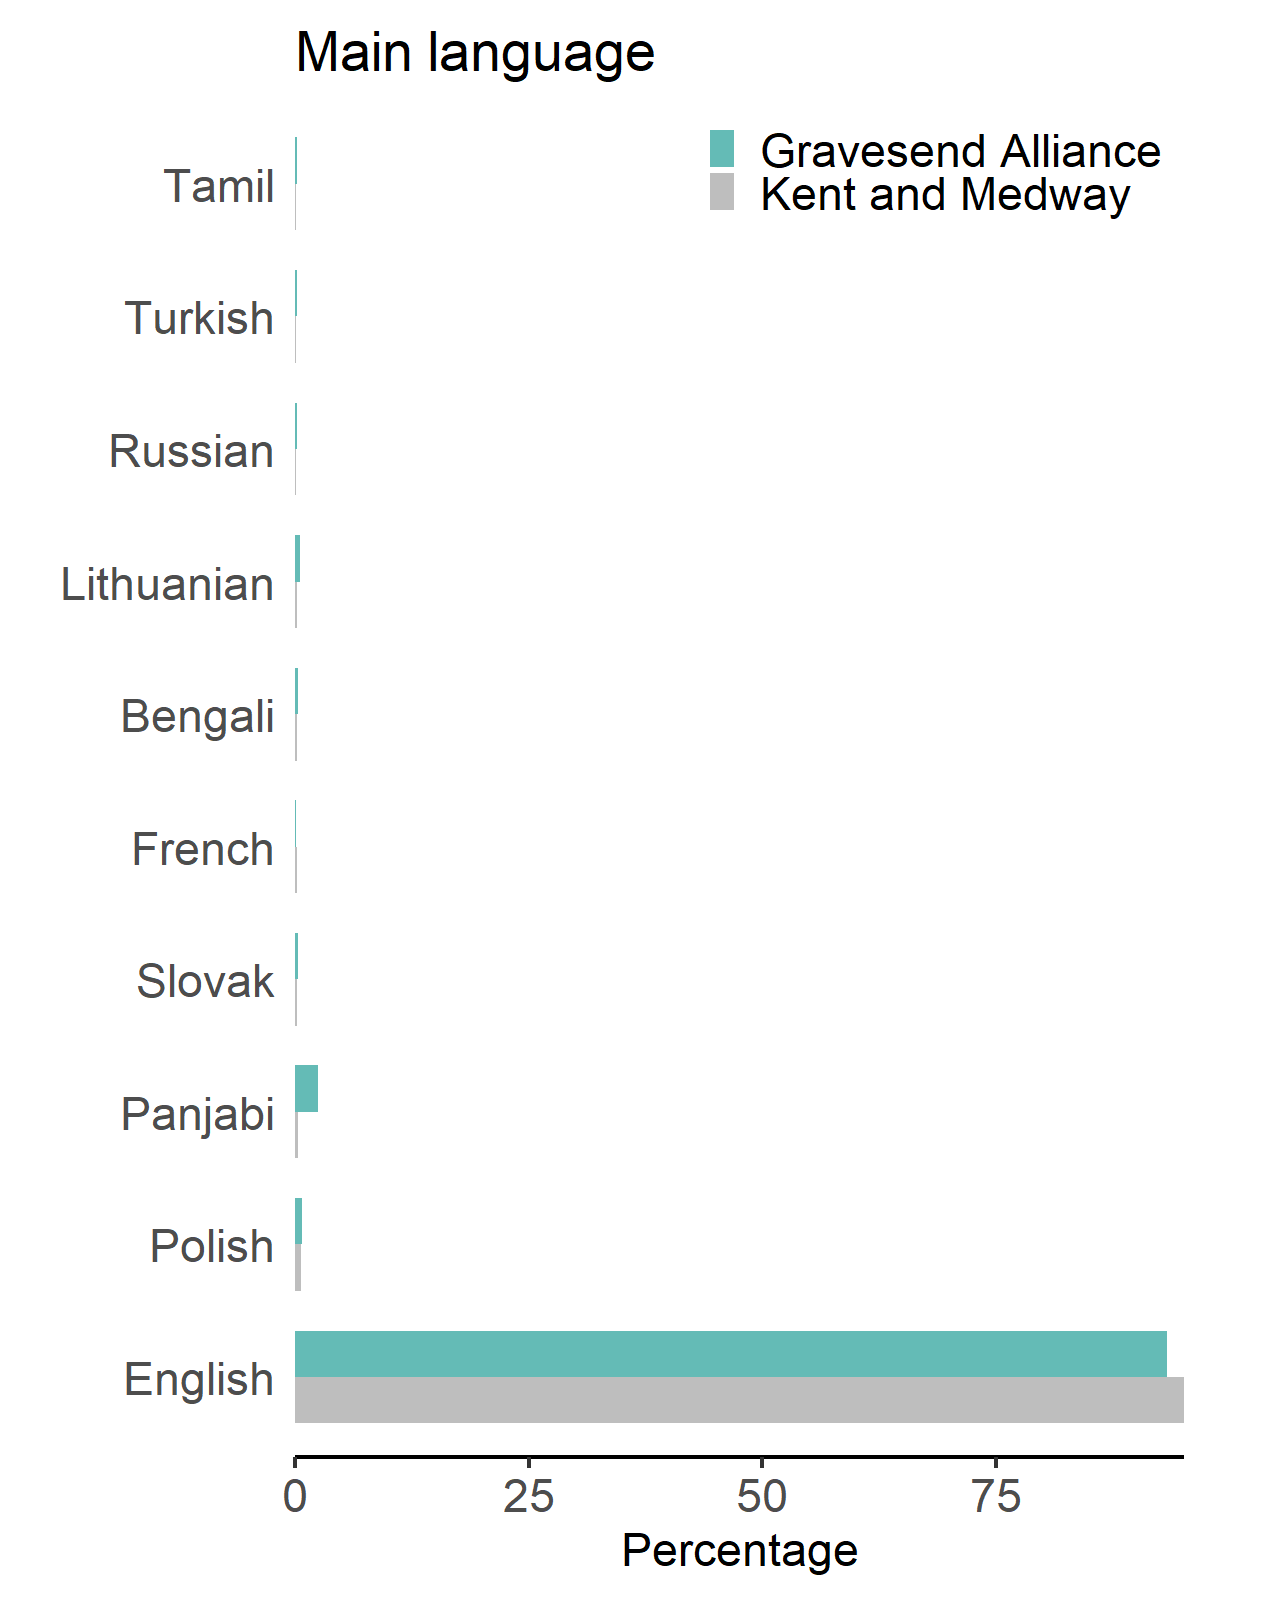 Main language
Gravesend Alliance
Kent and Medway
Tamil
Turkish
Russian
Lithuanian
Bengali
French
Slovak
Panjabi
Polish
English
0 25 50 75
Percentage